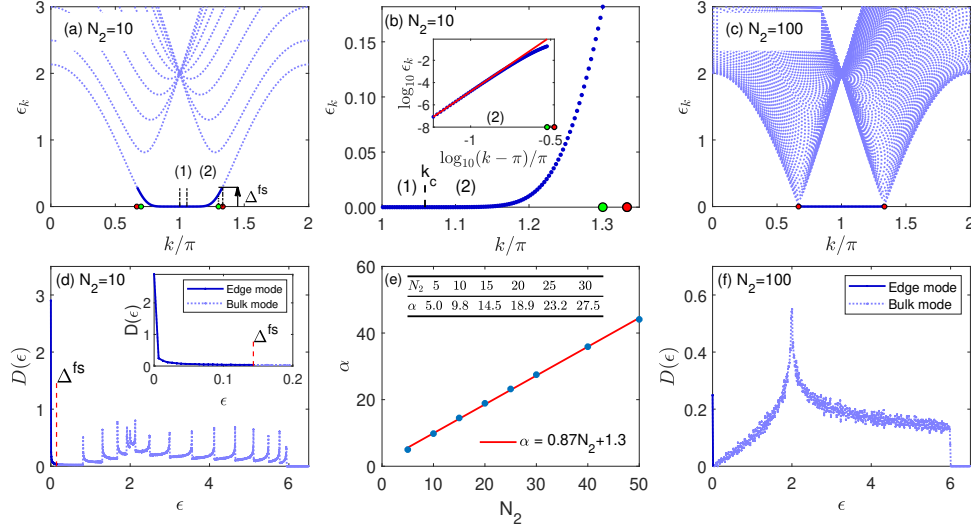 (a) N₂=10
ϵₖ
3
2
1
0
(1) (2)
Δᶠˢ
0 0.5 1 1.5 2
k/π
(b) N₂=10
ϵₖ
0.15
0.10
0.05
0.00
log₁₀ ϵₖ
-2
-4
-6
-8
(2)
-1 -0.5
log₁₀(k − π)/π
(1) k_c (2)
1 1.1 1.2 1.3
k/π
(c) N₂=100
ϵₖ
3
2
1
0
0 0.5 1 1.5 2
k/π
(d) N₂=10
D(ϵ)
3
2
1
0
Δᶠˢ
D(ϵ)
2
1
0
Edge mode
Bulk mode
Δᶠˢ
0 0.1 0.2
ϵ
0 2 4 6
ϵ
(e)
α
60
40
20
0
N₂ 5 10 15 20 25 30
α 5.0 9.8 14.5 18.9 23.2 27.5
α = 0.87N₂+1.3
0 10 20 30 40 50
N₂
(f) N₂=100
D(ϵ)
0.6
0.4
0.2
0
Edge mode
Bulk mode
0 2 4 6
ϵ